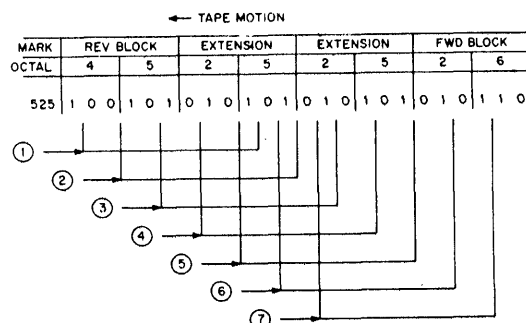 ← TAPE MOTION
MARK REV BLOCK EXTENSION EXTENSION FWD BLOCK
OCTAL 4 5 2 5 2 5 2 6
525 1 0 0 1 0 1 0 1 0 1 0 1 0 1 0 1 0 1 0 1 0 1 1 0
1
2
3
4
5
6
7